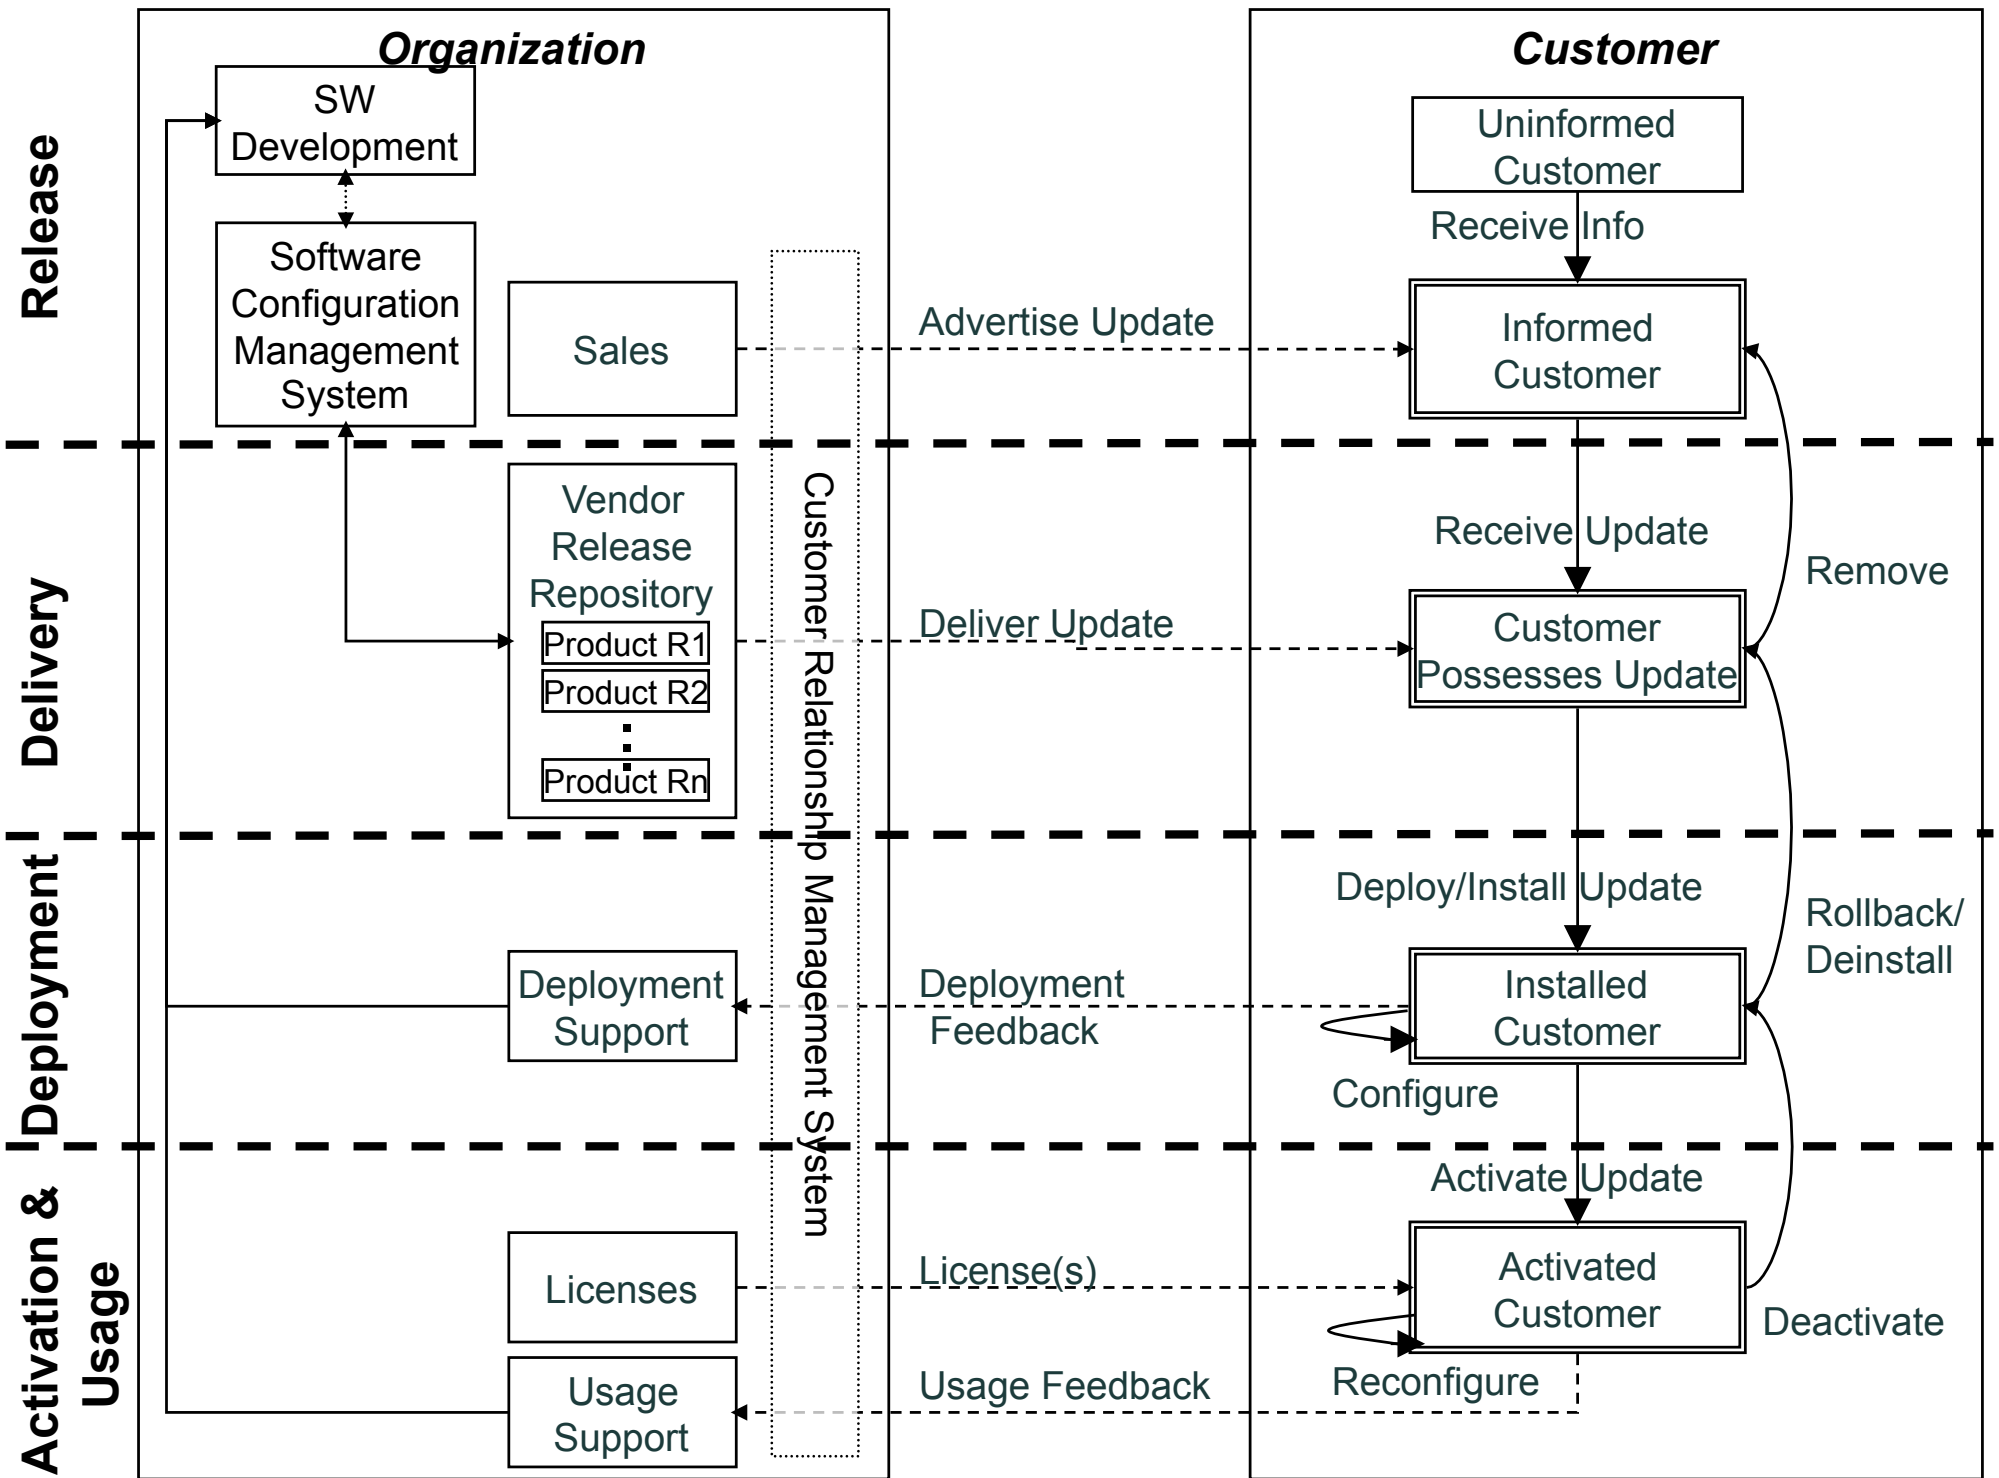 Organization
Customer
Release
SW
Development
Software
Configuration
Management
System
Sales
Advertise Update
Uninformed
Customer
Receive Info
Informed
Customer
Delivery
Vendor
Release
Repository
Product R1
Product R2
Product Rn
Customer Relationship Management System
Deliver Update
Receive Update
Customer
Possesses Update
Remove
Deployment
Deployment
Support
Deployment
Feedback
Deploy/Install Update
Installed
Customer
Configure
Rollback/
Deinstall
Activation &
Usage
Licenses
License(s)
Activate Update
Activated
Customer
Deactivate
Usage
Support
Usage Feedback
Reconfigure